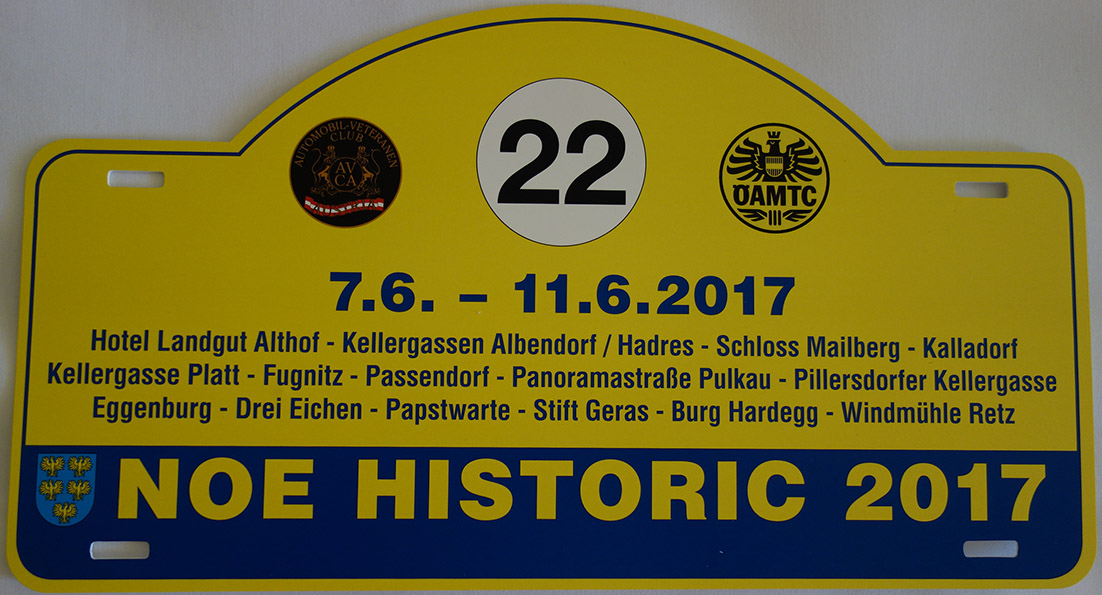 AUTOMOBIL-VETERANEN
CLUB
AV
CA
AUSTRIA
22
ÖAMTC
7.6. – 11.6.2017
Hotel Landgut Althof - Kellergassen Albendorf / Hadres - Schloss Mailberg - Kalladorf
Kellergasse Platt - Fugnitz - Passendorf - Panoramastraße Pulkau - Pillersdorfer Kellergasse
Eggenburg - Drei Eichen - Papstwarte - Stift Geras - Burg Hardegg - Windmühle Retz
NOE HISTORIC 2017